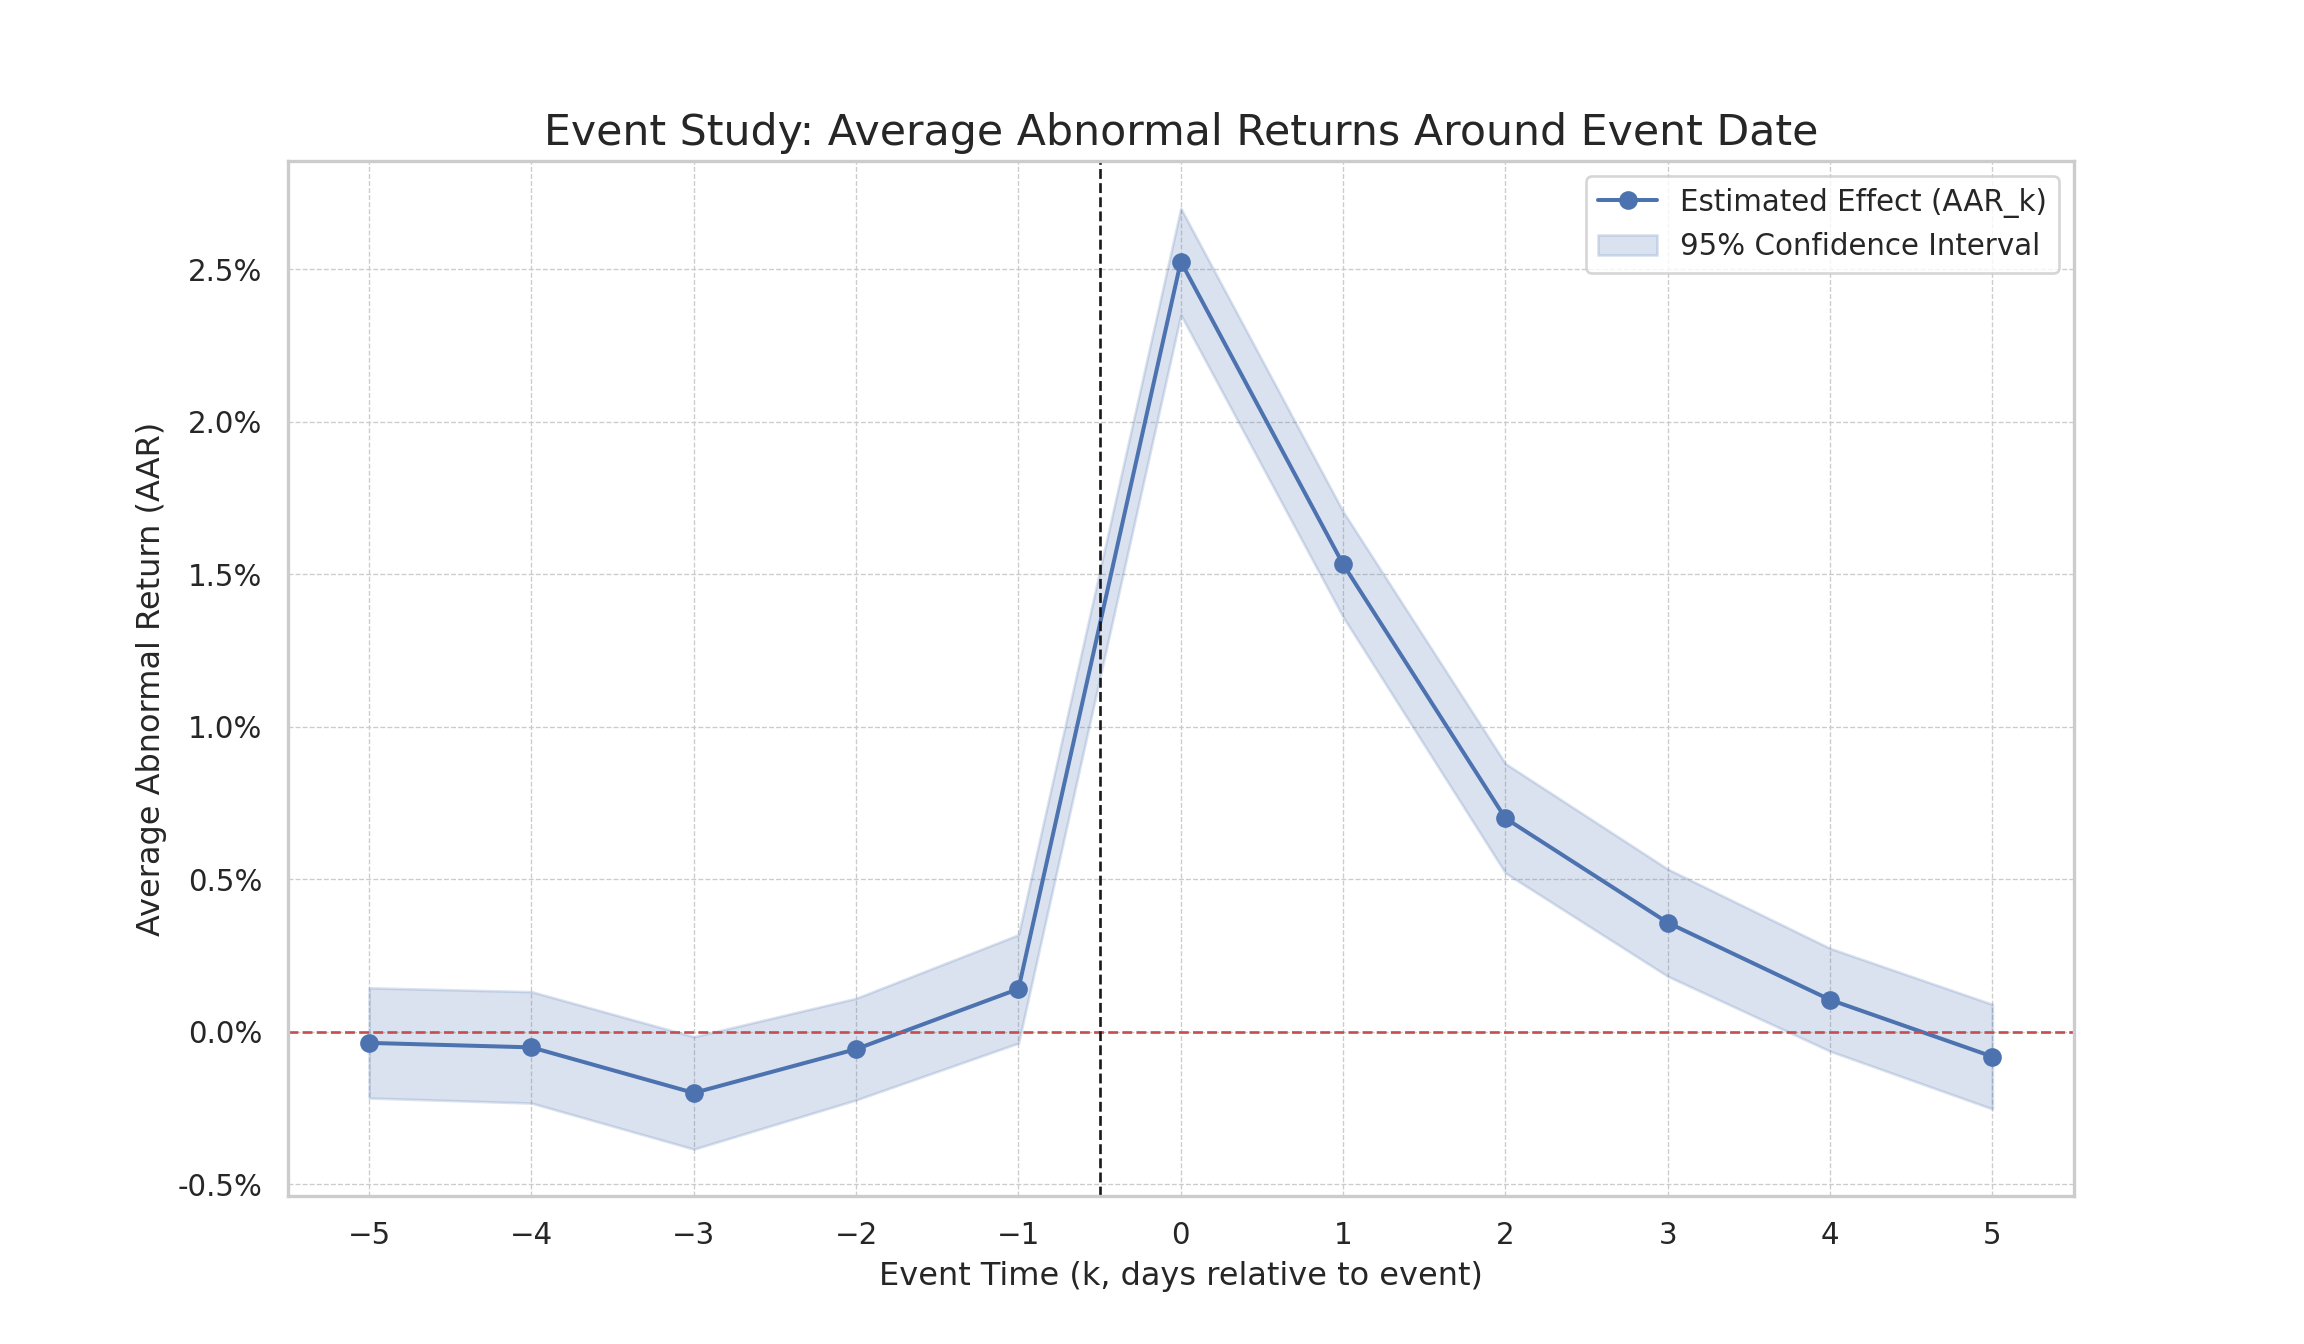 Event Study: Average Abnormal Returns Around Event Date
Estimated Effect (AAR_k)
95% Confidence Interval
Average Abnormal Return (AAR)
2.5%
2.0%
1.5%
1.0%
0.5%
0.0%
-0.5%
−5 −4 −3 −2 −1 0 1 2 3 4 5
Event Time (k, days relative to event)